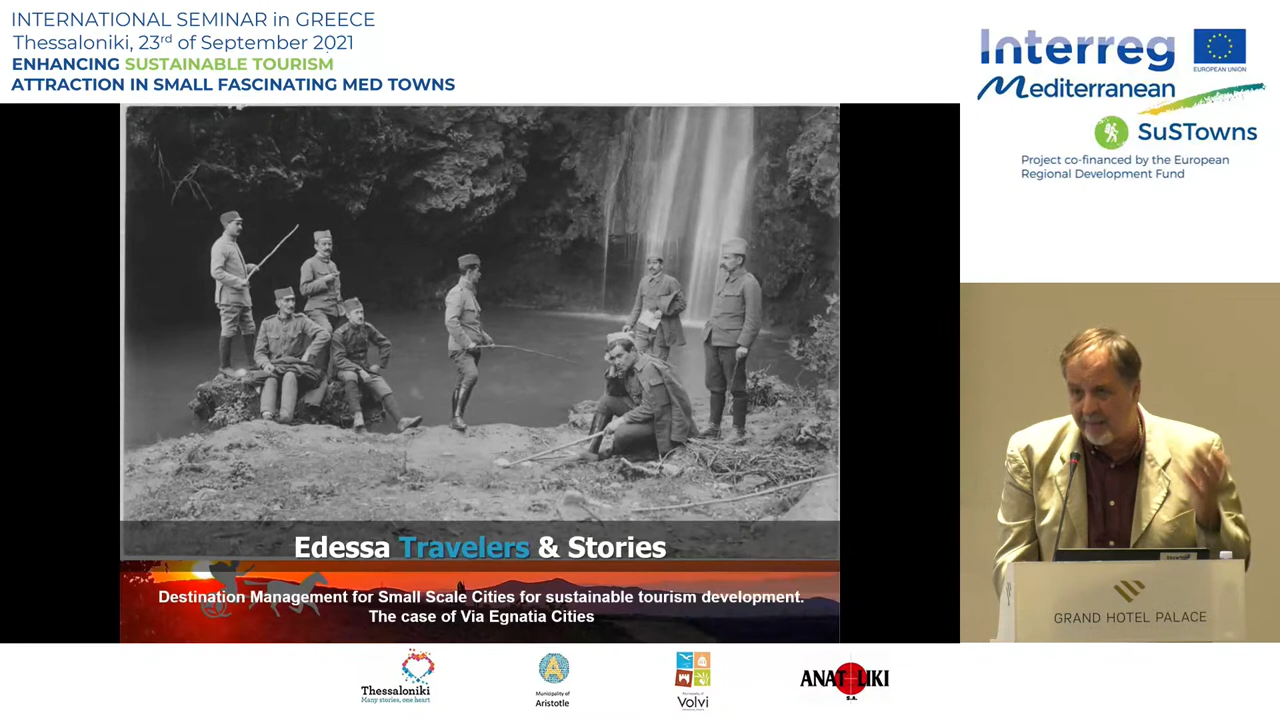 INTERNATIONAL SEMINAR in GREECE
Thessaloniki, 23rd of September 2021
ENHANCING SUSTAINABLE TOURISM
ATTRACTION IN SMALL FASCINATING MED TOWNS
Interreg
EUROPEAN UNION
Mediterranean
SuSTowns
Project co-financed by the European
Regional Development Fund
Edessa Travelers & Stories
Destination Management for Small Scale Cities for sustainable tourism development.
The case of Via Egnatia Cities
GRAND HOTEL PALACE
Thessaloniki
Many stories, one heart
Municipality of
Aristotle
Municipality of
Volvi
ANATOLIKI
S.A.